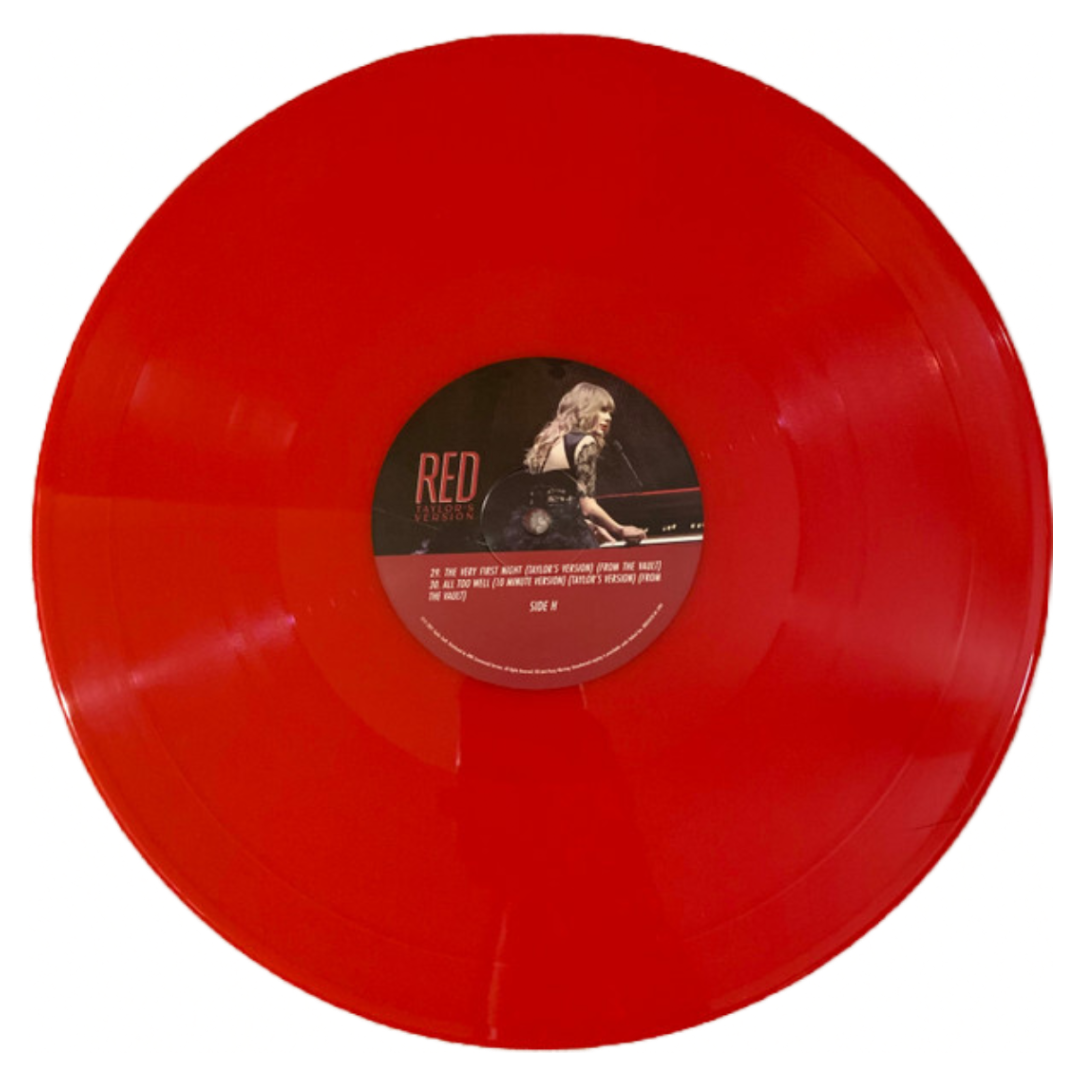 RED
TAYLOR'S
VERSION
29. THE VERY FIRST NIGHT (TAYLOR'S VERSION) (FROM THE VAULT)
30. ALL TOO WELL (10 MINUTE VERSION) (TAYLOR'S VERSION) (FROM
THE VAULT)
SIDE H